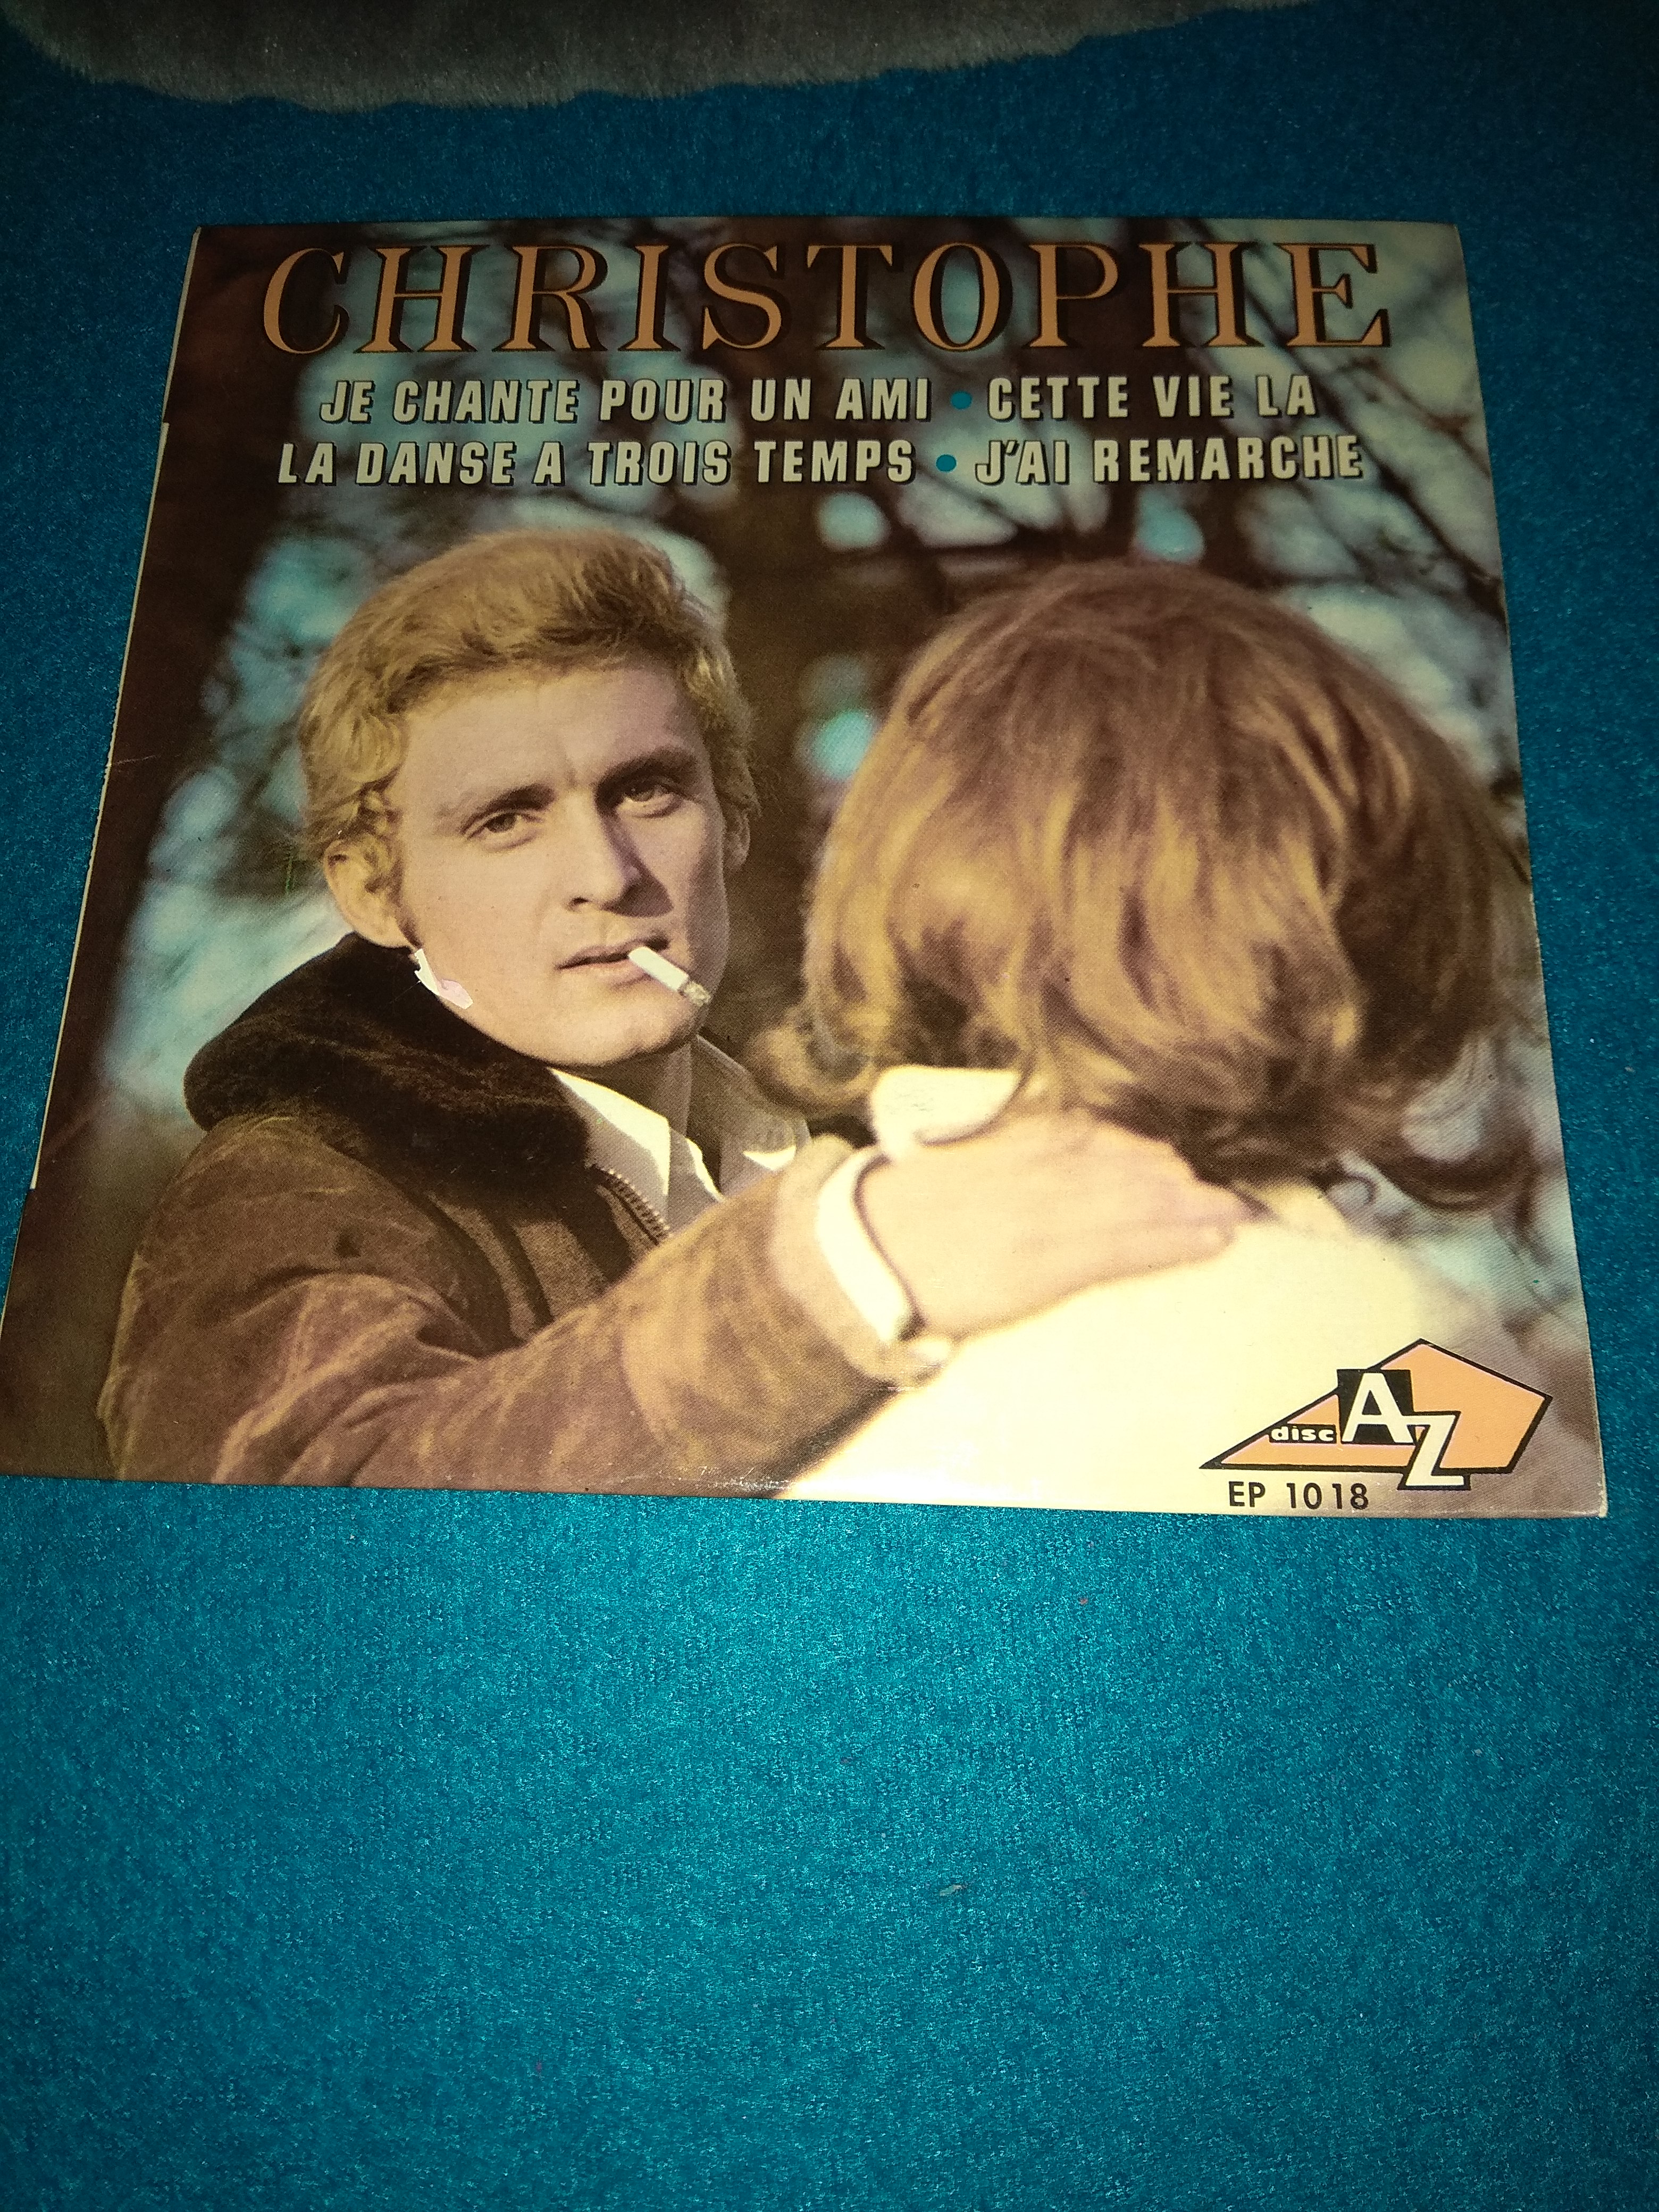 CHRISTOPHE
JE CHANTE POUR UN AMI • CETTE VIE LA
LA DANSE A TROIS TEMPS • J'AI REMARCHE
disc AZ
EP 1018